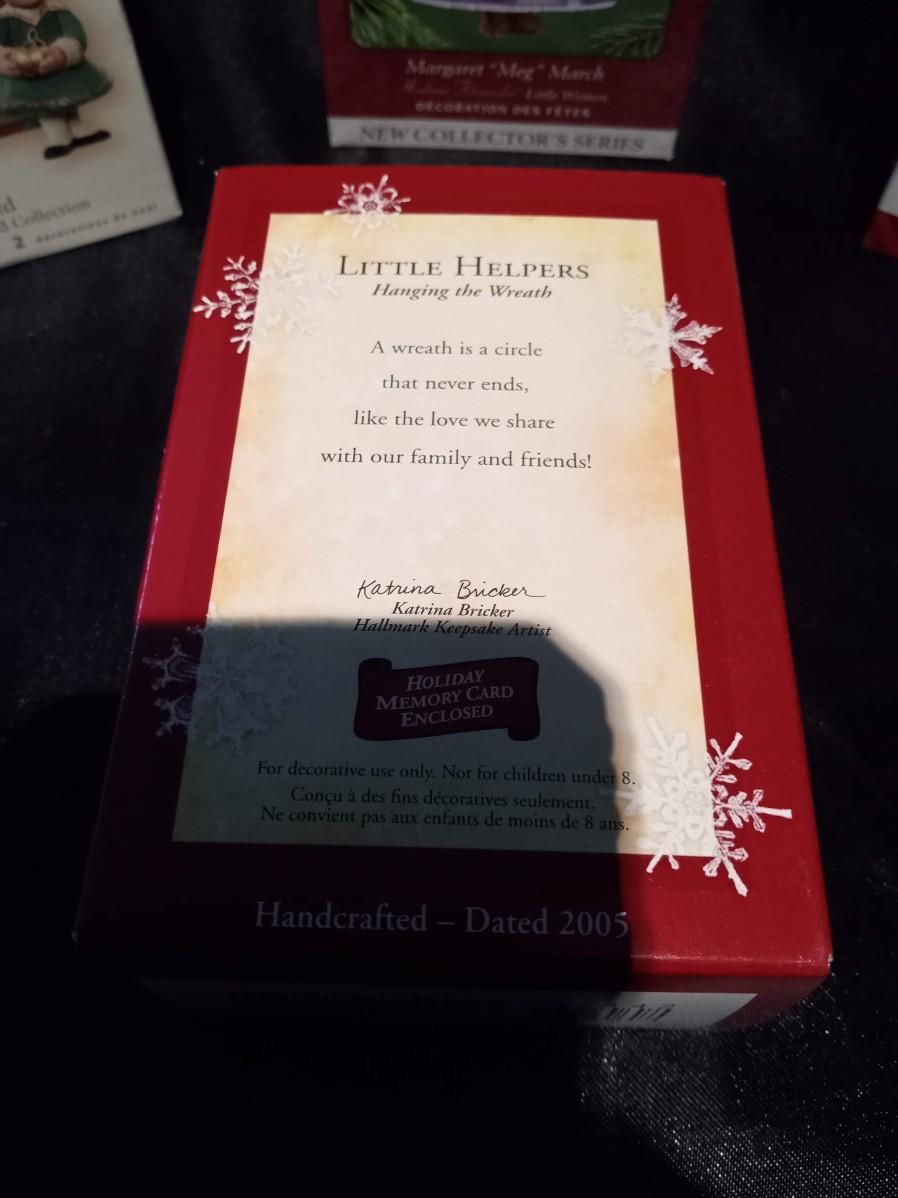 Margaret "Meg" March
Little Women
DÉCORATION DES FÊTES
NEW COLLECTOR'S SERIES
Collection
2
LITTLE HELPERS
Hanging the Wreath
A wreath is a circle
that never ends,
like the love we share
with our family and friends!
Katrina Bricker
Katrina Bricker
Hallmark Keepsake Artist
HOLIDAY
MEMORY CARD
ENCLOSED
For decorative use only. Not for children under 8.
Conçu à des fins décoratives seulement.
Ne convient pas aux enfants de moins de 8 ans.
Handcrafted – Dated 2005